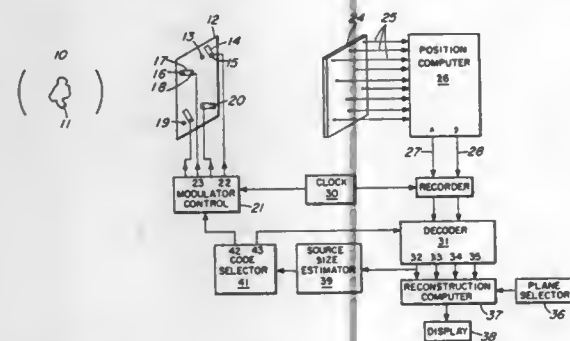 10
11
12
13
14
15
17
16
18
19
20
23 22
MODULATOR
CONTROL
21
24
25
POSITION
COMPUTER
26
27
28
CLOCK
30
RECORDER
DECODER
31
32 33 34 35
42 43
CODE
SELECTOR
41
SOURCE
SIZE
ESTIMATOR
39
RECONSTRUCTION
COMPUTER
37
PLANE
SELECTOR
36
DISPLAY
38